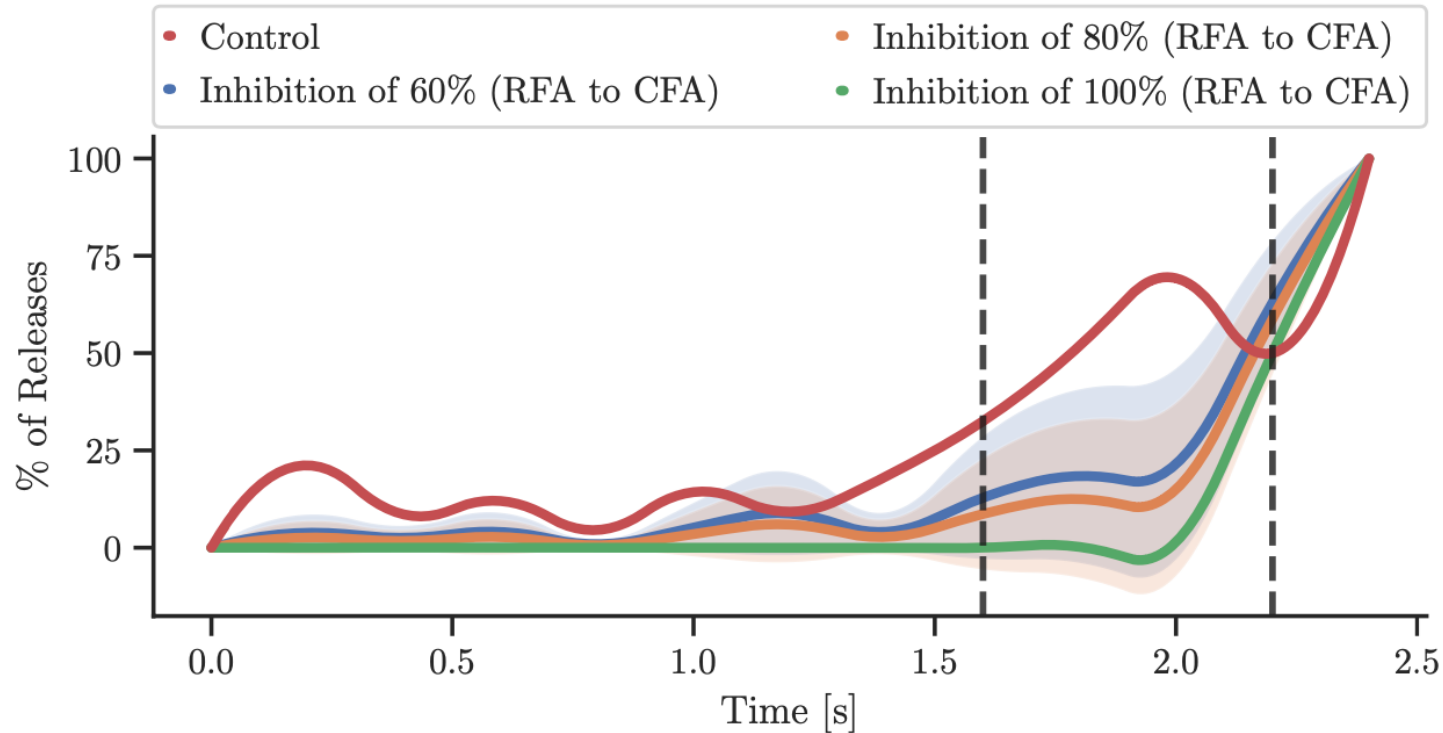 Control
Inhibition of 60% (RFA to CFA)
Inhibition of 80% (RFA to CFA)
Inhibition of 100% (RFA to CFA)
% of Releases
100
75
50
25
0
0.0 0.5 1.0 1.5 2.0 2.5
Time [s]